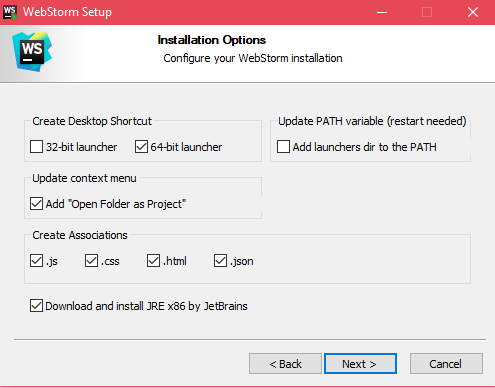 WebStorm Setup
WS
Installation Options
Configure your WebStorm installation
Create Desktop Shortcut
32-bit launcher
64-bit launcher
Update PATH variable (restart needed)
Add launchers dir to the PATH
Update context menu
Add "Open Folder as Project"
Create Associations
.js .css .html .json
Download and install JRE x86 by JetBrains
< Back Next > Cancel